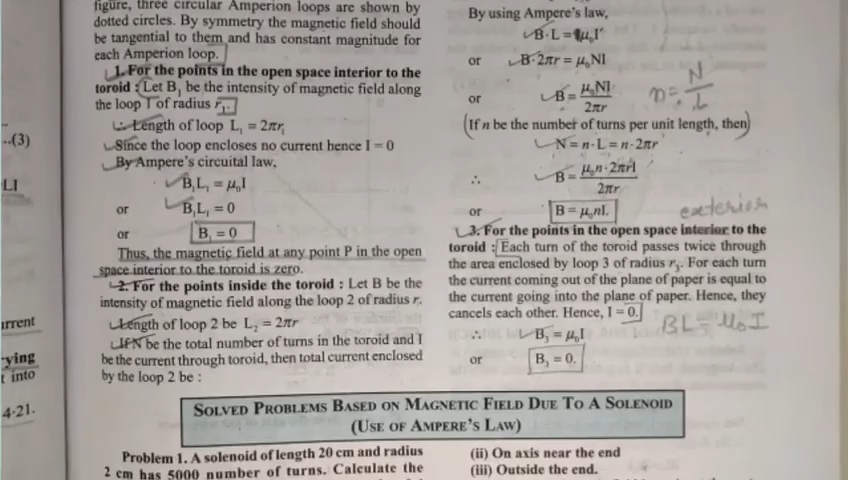 figure, three circular Amperion loops are shown by
dotted circles. By symmetry the magnetic field should
be tangential to them and has constant magnitude for
each Amperion loop.
1. For the points in the open space interior to the
toroid : Let B₁ be the intensity of magnetic field along
the loop 1 of radius r₁.
∴ Length of loop L₁ = 2πr₁
Since the loop encloses no current hence I = 0
By Ampere's circuital law,
B₁L₁ = μ₀I
or B₁L₁ = 0
or B₁ = 0
Thus, the magnetic field at any point P in the open
space interior to the toroid is zero.
2. For the points inside the toroid : Let B be the
intensity of magnetic field along the loop 2 of radius r.
Length of loop 2 be L₂ = 2πr
If N be the total number of turns in the toroid and I
be the current through toroid, then total current enclosed
by the loop 2 be :
By using Ampere's law,
B·L = μ₀I'
or B·2πr = μ₀NI
or B = μ₀NI / 2πr
n = N / L
(If n be the number of turns per unit length, then)
N = n·L = n·2πr
∴ B = μ₀n·2πrI / 2πr
or B = μ₀nI.
exterior
3. For the points in the open space interior to the
toroid : Each turn of the toroid passes twice through
the area enclosed by loop 3 of radius r₃. For each turn
the current coming out of the plane of paper is equal to
the current going into the plane of paper. Hence, they
cancels each other. Hence, I = 0.
BL = μ₀I
∴ B₃ = μ₀I
or B₃ = 0.
SOLVED PROBLEMS BASED ON MAGNETIC FIELD DUE TO A SOLENOID
(USE OF AMPERE'S LAW)
Problem 1. A solenoid of length 20 cm and radius
2 cm has 5000 number of turns. Calculate the
(ii) On axis near the end
(iii) Outside the end.
...(3)
LI
rrent
rying
t into
4·21.